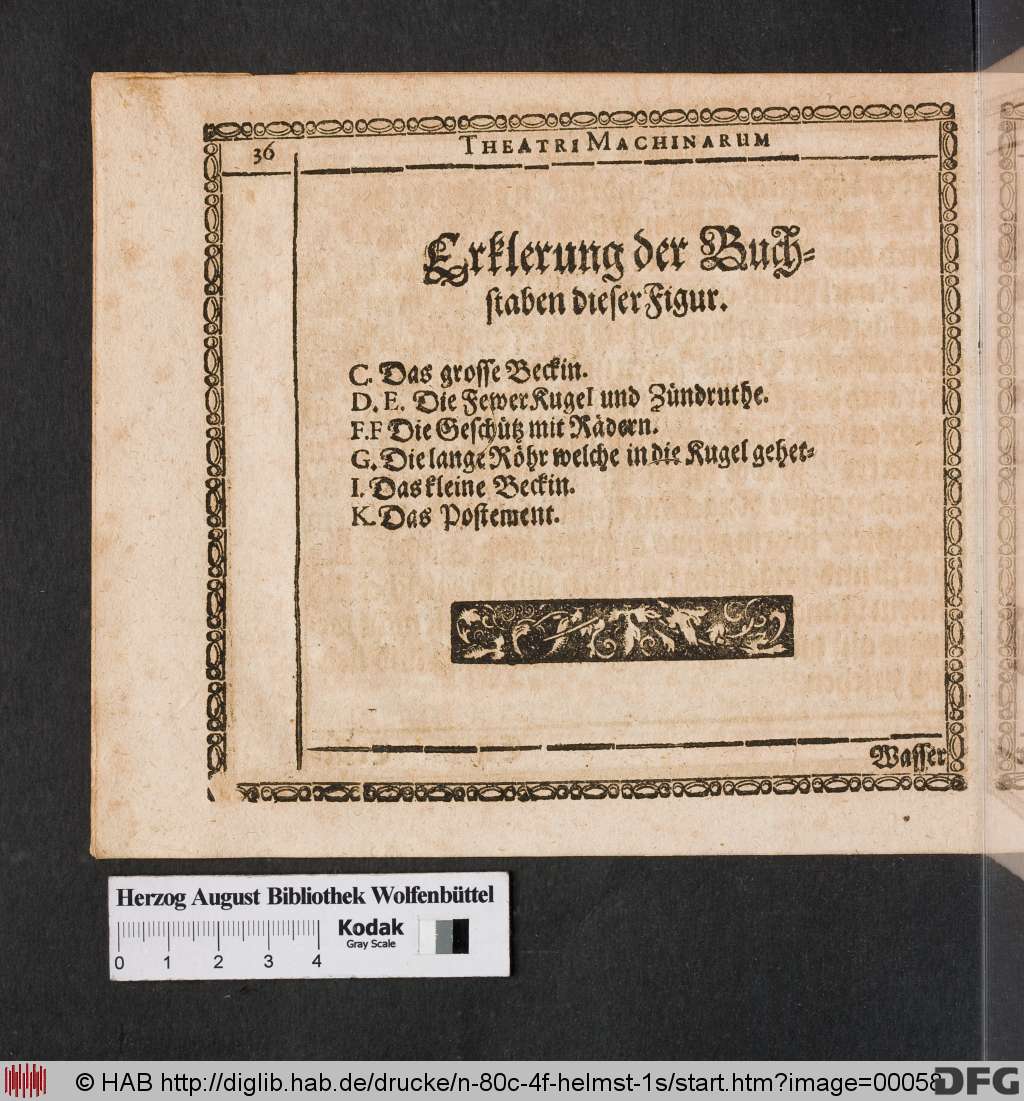 36
THEATRI MACHINARUM
Erklerung der Buch-
staben dieser Figur.
C. Das grosse Beckin.
D. E. Die Fewer Kugel und Zündruthe.
F.F Die Geschütz mit Rädern.
G. Die lange Röhr welche in die Kugel gehet-
I. Das kleine Beckin.
K. Das Postement.
Wasser
Herzog August Bibliothek Wolfenbüttel
Kodak
Gray Scale
0 1 2 3 4
© HAB http://diglib.hab.de/drucke/n-80c-4f-helmst-1s/start.htm?image=00058
DFG